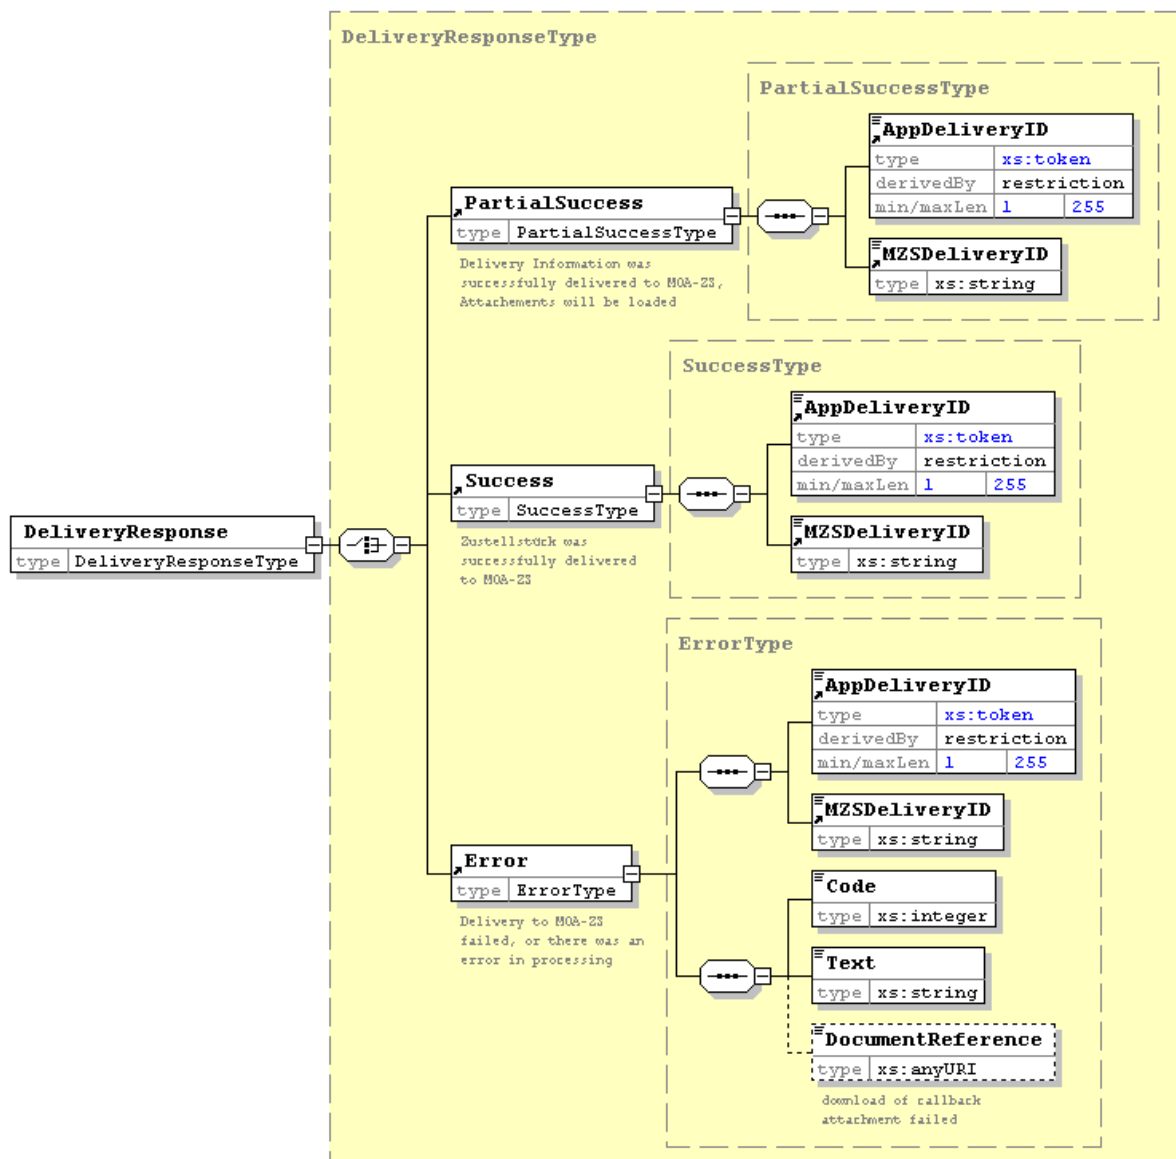 DeliveryResponseType
PartialSuccessType
AppDeliveryID
type xs:token
derivedBy restriction
min/maxLen 1 255
MZSDeliveryID
type xs:string
PartialSuccess
type PartialSuccessType
Delivery Information was
successfully delivered to MOA-ZS,
Attachements will be loaded
SuccessType
AppDeliveryID
type xs:token
derivedBy restriction
min/maxLen 1 255
MZSDeliveryID
type xs:string
Success
type SuccessType
Zustellstück was
successfully delivered
to MOA-ZS
DeliveryResponse
type DeliveryResponseType
ErrorType
AppDeliveryID
type xs:token
derivedBy restriction
min/maxLen 1 255
MZSDeliveryID
type xs:string
Error
type ErrorType
Delivery to MOA-ZS
failed, or there was an
error in processing
Code
type xs:integer
Text
type xs:string
DocumentReference
type xs:anyURI
download of callback
attachment failed